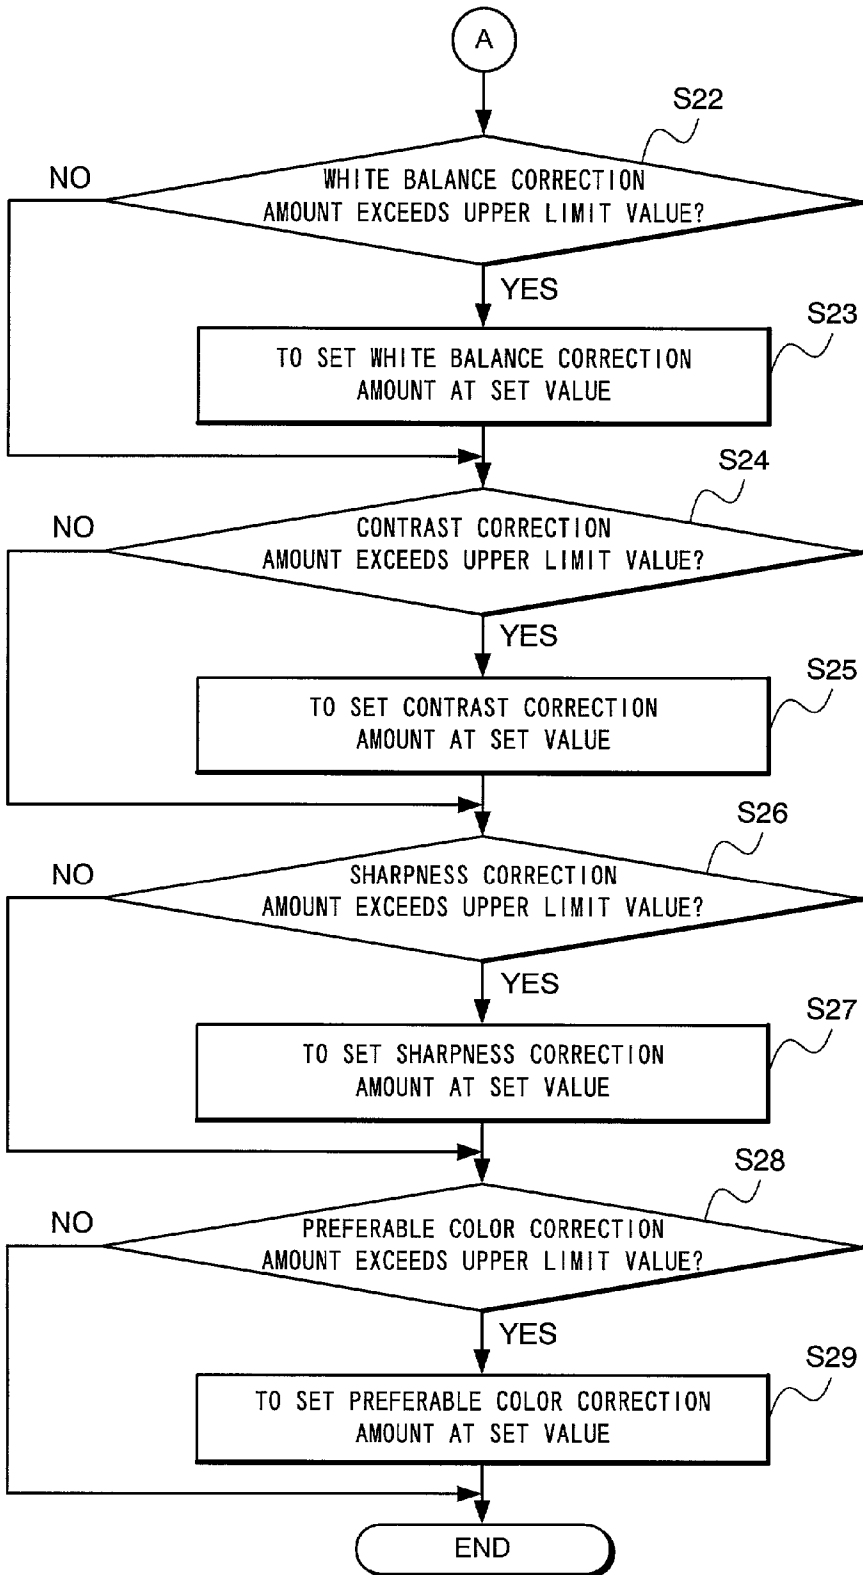 A
S22
NO
WHITE BALANCE CORRECTION
AMOUNT EXCEEDS UPPER LIMIT VALUE?
YES
S23
TO SET WHITE BALANCE CORRECTION
AMOUNT AT SET VALUE
S24
NO
CONTRAST CORRECTION
AMOUNT EXCEEDS UPPER LIMIT VALUE?
YES
S25
TO SET CONTRAST CORRECTION
AMOUNT AT SET VALUE
S26
NO
SHARPNESS CORRECTION
AMOUNT EXCEEDS UPPER LIMIT VALUE?
YES
S27
TO SET SHARPNESS CORRECTION
AMOUNT AT SET VALUE
S28
NO
PREFERABLE COLOR CORRECTION
AMOUNT EXCEEDS UPPER LIMIT VALUE?
YES
S29
TO SET PREFERABLE COLOR CORRECTION
AMOUNT AT SET VALUE
END